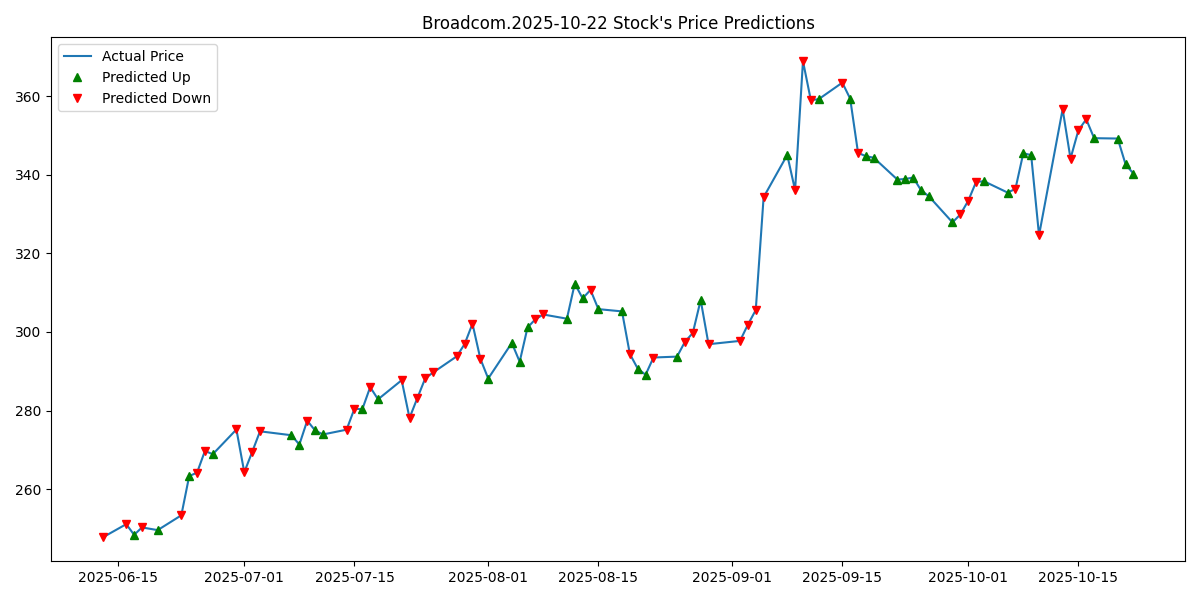 Broadcom.2025-10-22 Stock's Price Predictions
Actual Price
Predicted Up
Predicted Down
360
340
320
300
280
260
2025-06-15 2025-07-01 2025-07-15 2025-08-01 2025-08-15 2025-09-01 2025-09-15 2025-10-01 2025-10-15